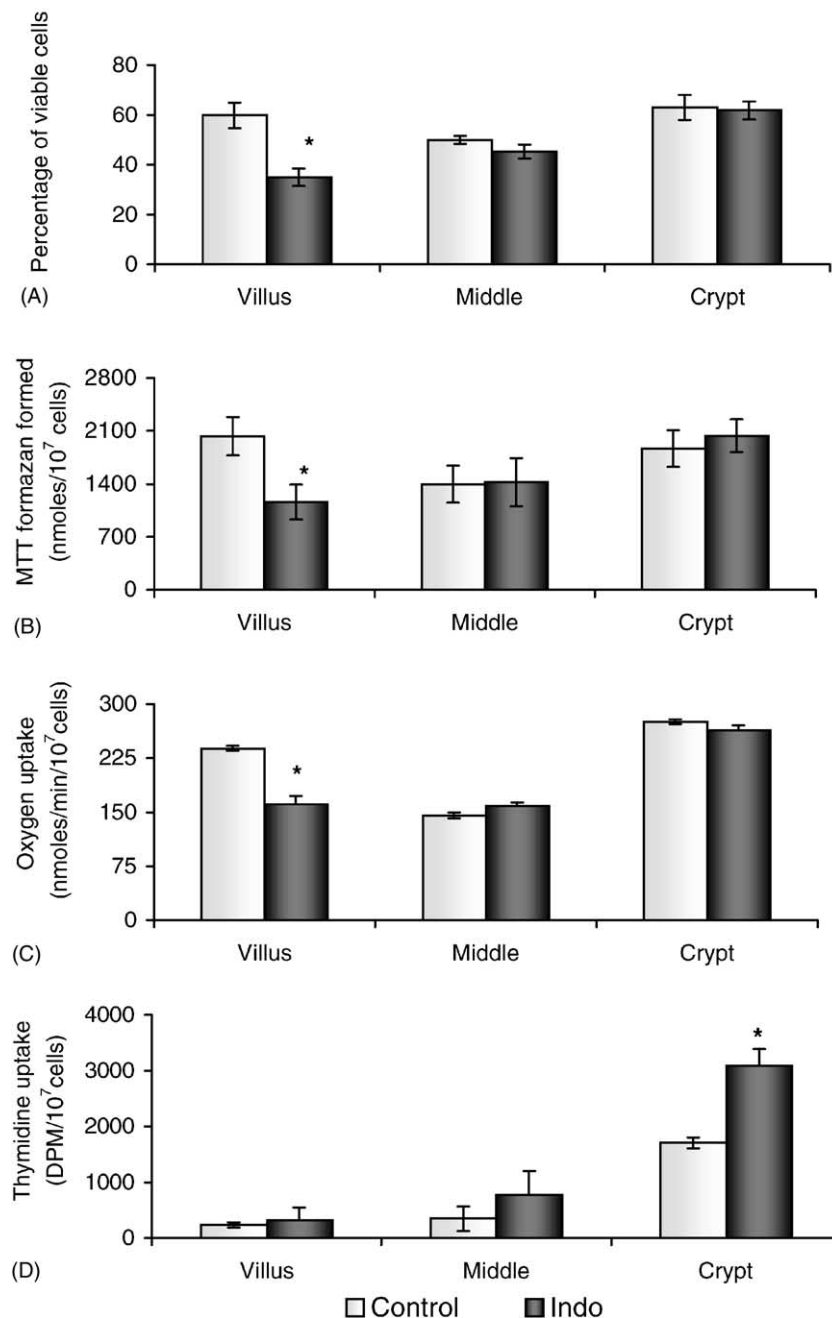 Percentage of viable cells
80
60
40
20
0
*
(A)
Villus Middle Crypt
MTT formazan formed
(nmoles/10⁷ cells)
2800
2100
1400
700
0
*
(B)
Villus Middle Crypt
Oxygen uptake
(nmoles/min/10⁷cells)
300
225
150
75
0
*
(C)
Villus Middle Crypt
Thymidine uptake
(DPM/10⁷cells)
4000
3000
2000
1000
0
*
(D)
Villus Middle Crypt
Control Indo